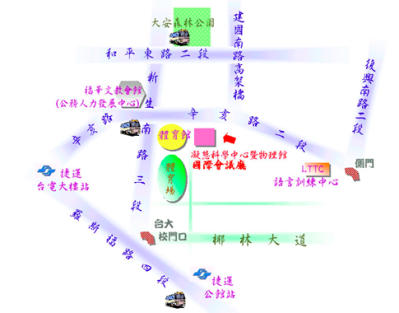 大安森林公園
建國南路高架橋
和平東路二段
復興南路二段
新生南路三段
福華文教會館
(公務人力發展中心)
辛亥路
辛亥路二段
體育館
凝態科學中心暨物理館
國際會議廳
體育場
LTTC
語言訓練中心
側門
捷運
台電大樓站
台大
校門口
椰林大道
羅斯福路四段
捷運
公館站